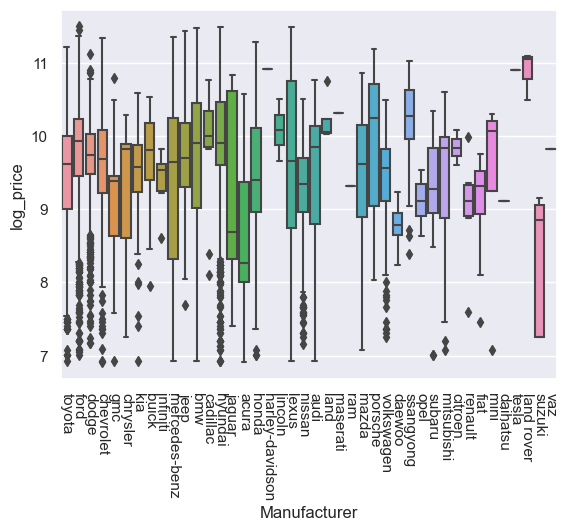 11
10
9
8
7
log_price
toyota
ford
dodge
chevrolet
gmc
chrysler
kia
buick
infiniti
mercedes-benz
jeep
bmw
cadillac
hyundai
jaguar
acura
honda
harley-davidson
lincoln
lexus
nissan
audi
land
maserati
ram
mazda
porsche
volkswagen
daewoo
ssangyong
opel
subaru
mitsubishi
citroen
renault
fiat
mini
daihatsu
tesla
land rover
suzuki
vaz
Manufacturer